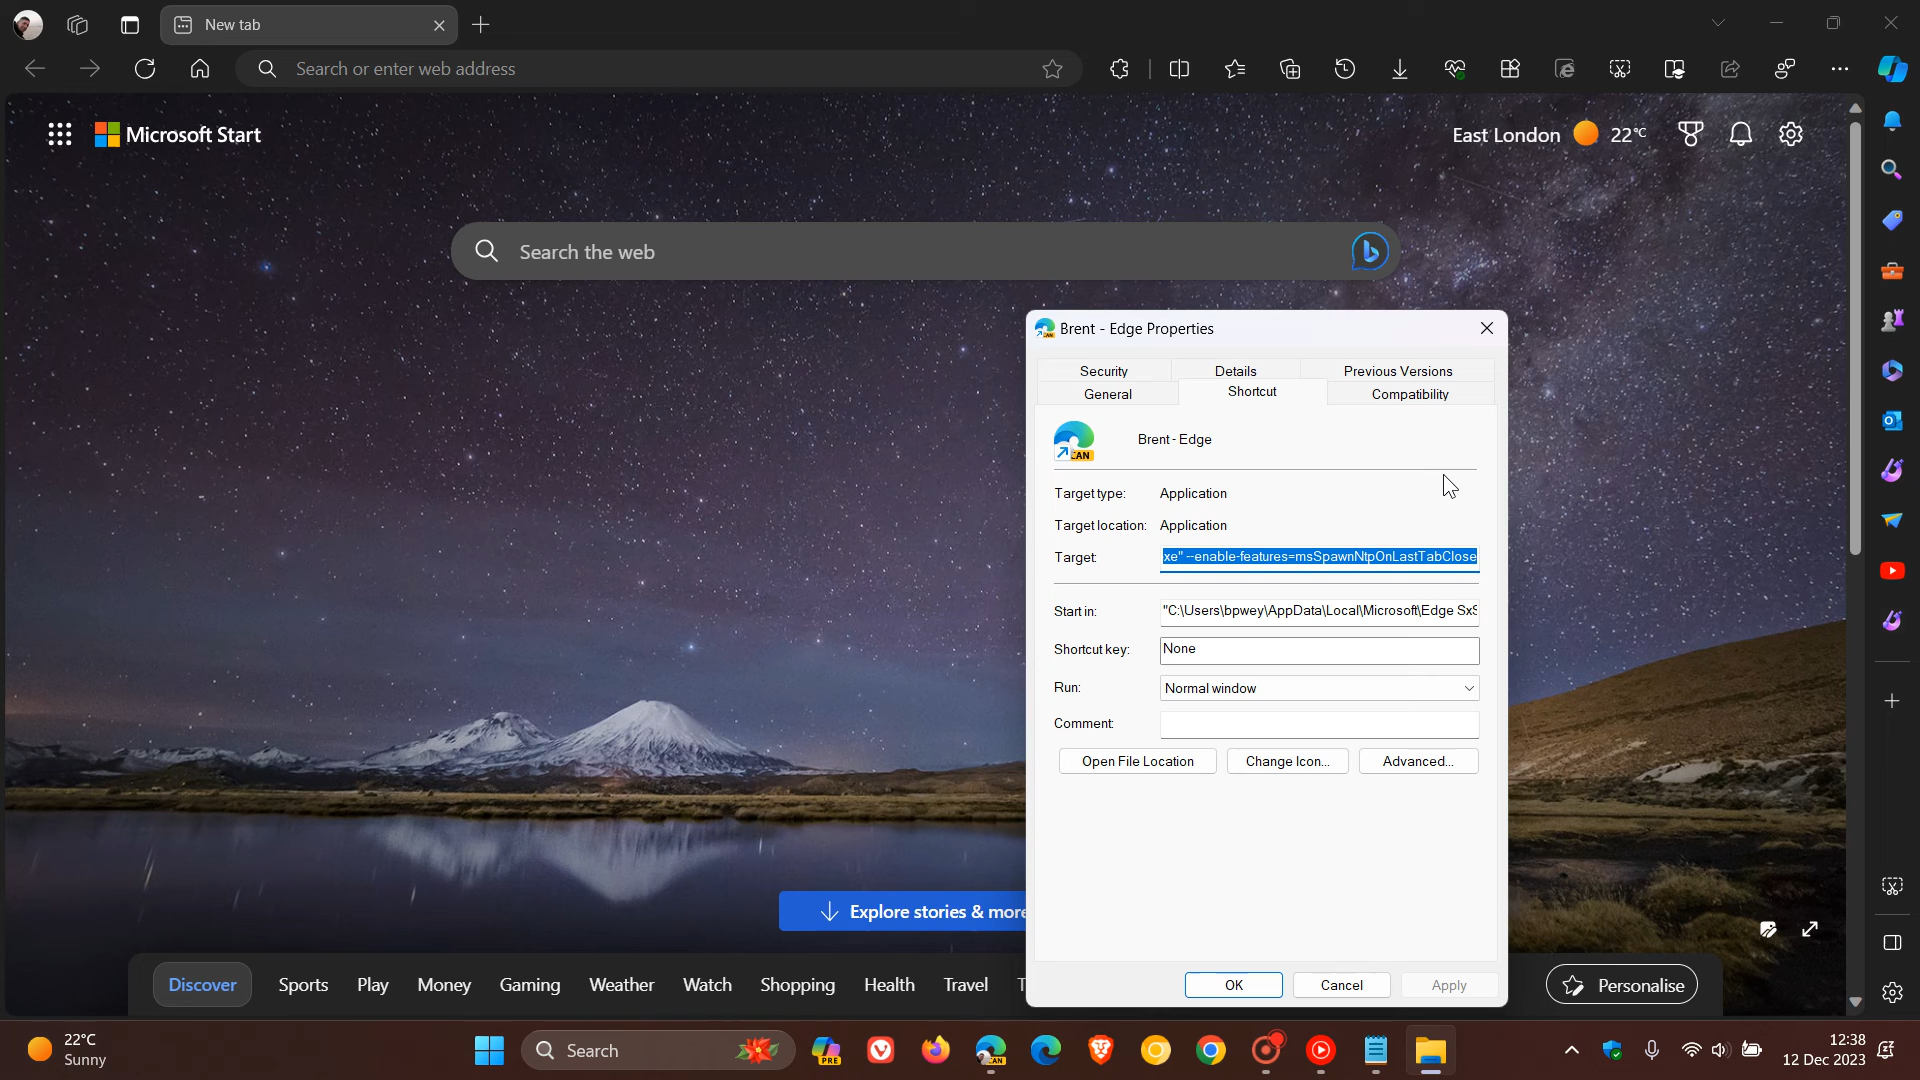 New tab
Search or enter web address
Microsoft Start
East London 22°C
Search the web
Brent - Edge Properties
Security Details Previous Versions
General Shortcut Compatibility
CAN
Brent - Edge
Target type: Application
Target location: Application
Target: xe" --enable-features=msSpawnNtpOnLastTabClose
Start in: "C:\Users\bpwey\AppData\Local\Microsoft\Edge SxS
Shortcut key: None
Run: Normal window
Comment:
Open File Location Change Icon... Advanced...
Explore stories & more
OK Cancel Apply
Discover Sports Play Money Gaming Weather Watch Shopping Health Travel T
Personalise
22°C
Sunny
Search
PRE
CAN
12:38
12 Dec 2023